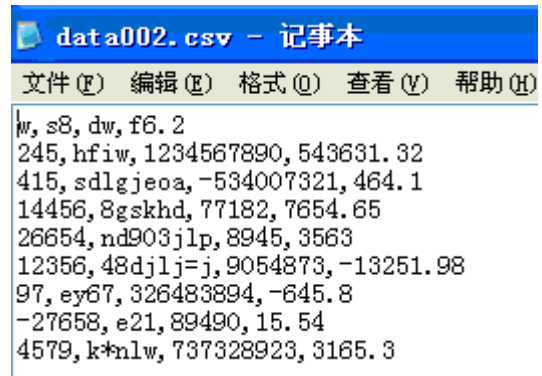 data002.csv - 记事本
文件(F) 编辑(E) 格式(O) 查看(V) 帮助(H)
w,s8,dw,f6.2
245,hfiw,1234567890,543631.32
415,sdlgjeoa,-534007321,464.1
14456,8gskhd,77182,7654.65
26654,nd903jlp,8945,3563
12356,48djlj=j,9054873,-13251.98
97,ey67,326483894,-645.8
-27658,e21,89490,15.54
4579,k*nlw,737328923,3165.3